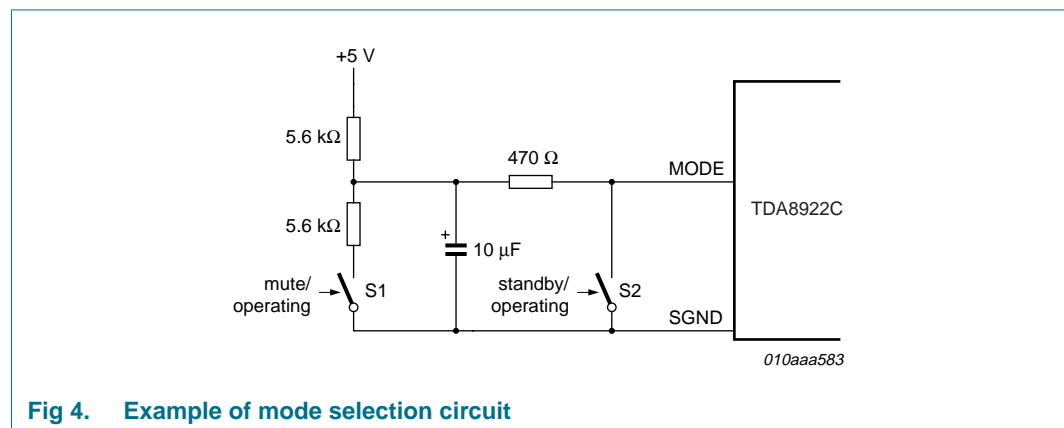 +5 V
5.6 kΩ
470 Ω
MODE
TDA8922C
5.6 kΩ
+
10 μF
mute/
operating
S1
standby/
operating
S2
SGND
010aaa583
Fig 4. Example of mode selection circuit